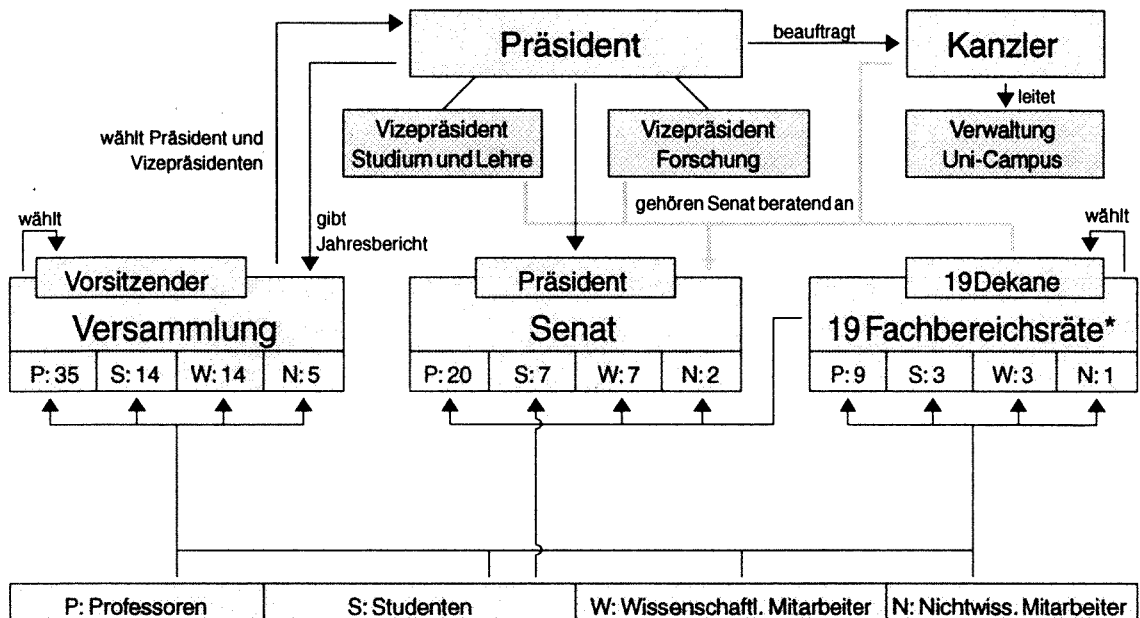 Präsident
beauftragt
Kanzler
leitet
Vizepräsident
Studium und Lehre
Vizepräsident
Forschung
Verwaltung
Uni-Campus
wählt Präsident und
Vizepräsidenten
gehören Senat beratend an
wählt
gibt
Jahresbericht
wählt
Vorsitzender
Versammlung
P: 35
S: 14
W: 14
N: 5
Präsident
Senat
P: 20
S: 7
W: 7
N: 2
19 Dekane
19 Fachbereichsräte*
P: 9
S: 3
W: 3
N: 1
P: Professoren
S: Studenten
W: Wissenschaftl. Mitarbeiter
N: Nichtwiss. Mitarbeiter